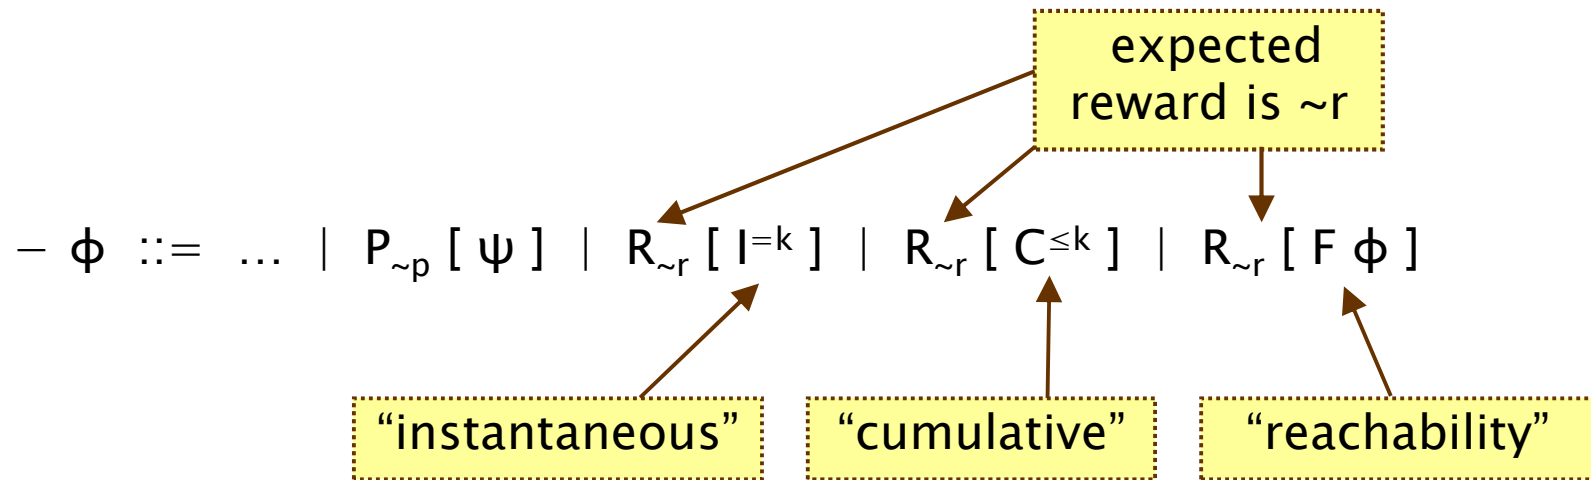 expected
reward is ~r
– ϕ ::= … | P~p [ ψ ] | R~r [ I=k ] | R~r [ C≤k ] | R~r [ F ϕ ]
“instantaneous” “cumulative” “reachability”